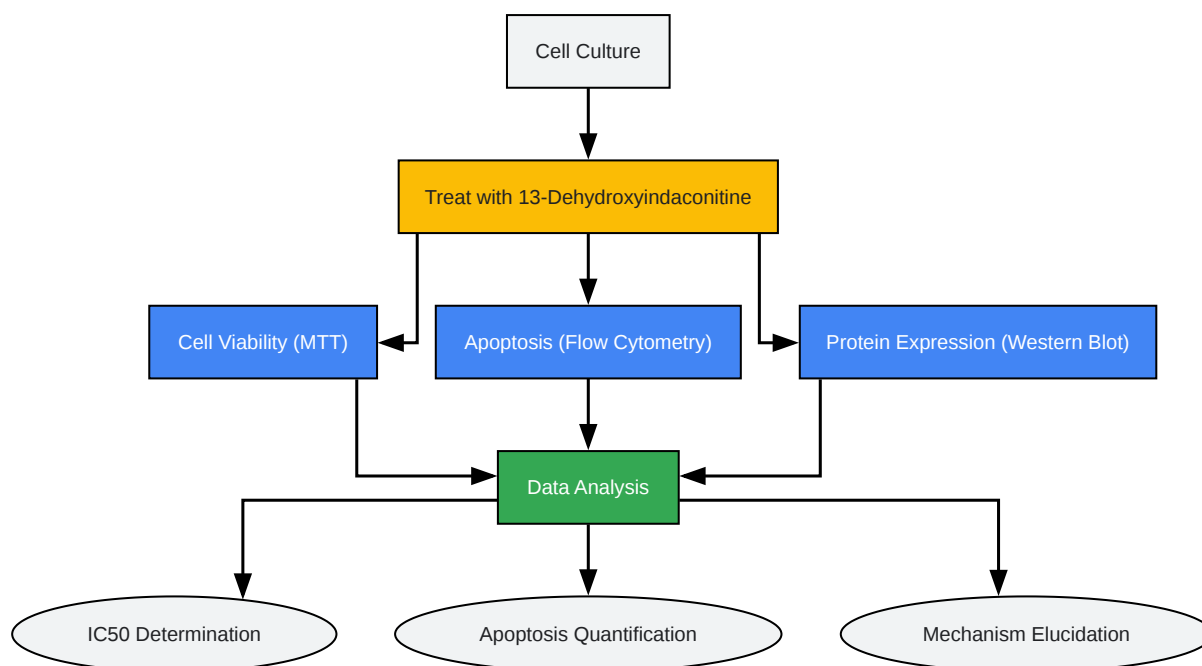 Cell Culture
Treat with 13-Dehydroxyindaconitine
Cell Viability (MTT)
Apoptosis (Flow Cytometry)
Protein Expression (Western Blot)
Data Analysis
IC50 Determination
Apoptosis Quantification
Mechanism Elucidation